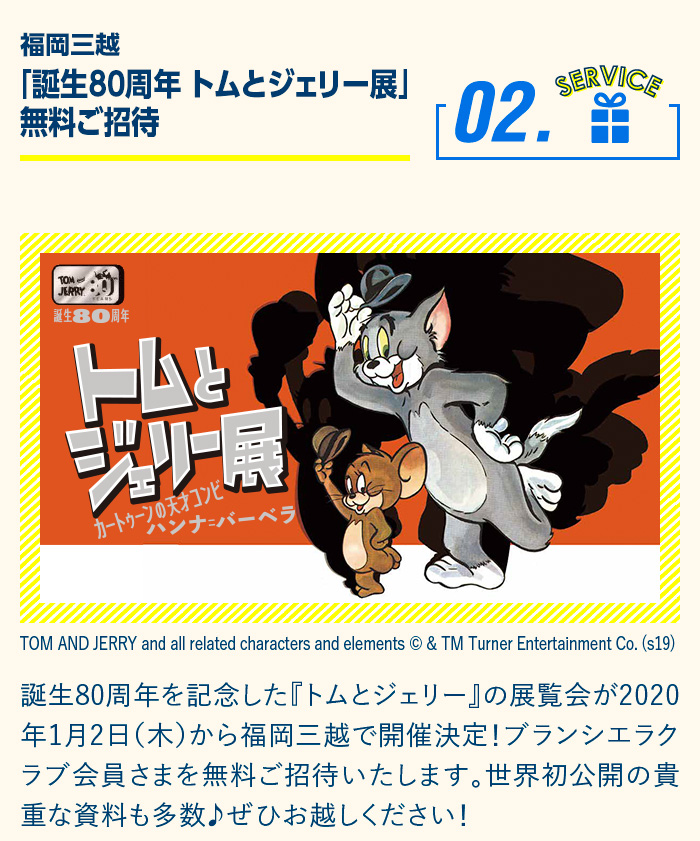 福岡三越
「誕生80周年 トムとジェリー展」
無料ご招待
02.
SERVICE
TOM and JERRY 80 YEARS
誕生80周年
トムと
ジェリー展
カートゥーンの天才コンビ
ハンナ=バーベラ
TOM AND JERRY and all related characters and elements © & TM Turner Entertainment Co. (s19)
誕生80周年を記念した『トムとジェリー』の展覧会が2020
年1月2日(木)から福岡三越で開催決定!ブランシエラク
ラブ会員さまを無料ご招待いたします。世界初公開の貴
重な資料も多数♪ぜひお越しください!